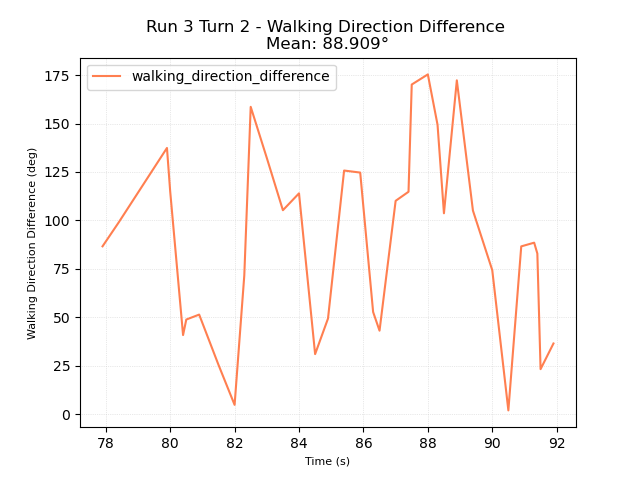 Run 3 Turn 2 - Walking Direction Difference
Mean: 88.909°
walking_direction_difference
Walking Direction Difference (deg)
175
150
125
100
75
50
25
0
78 80 82 84 86 88 90 92
Time (s)